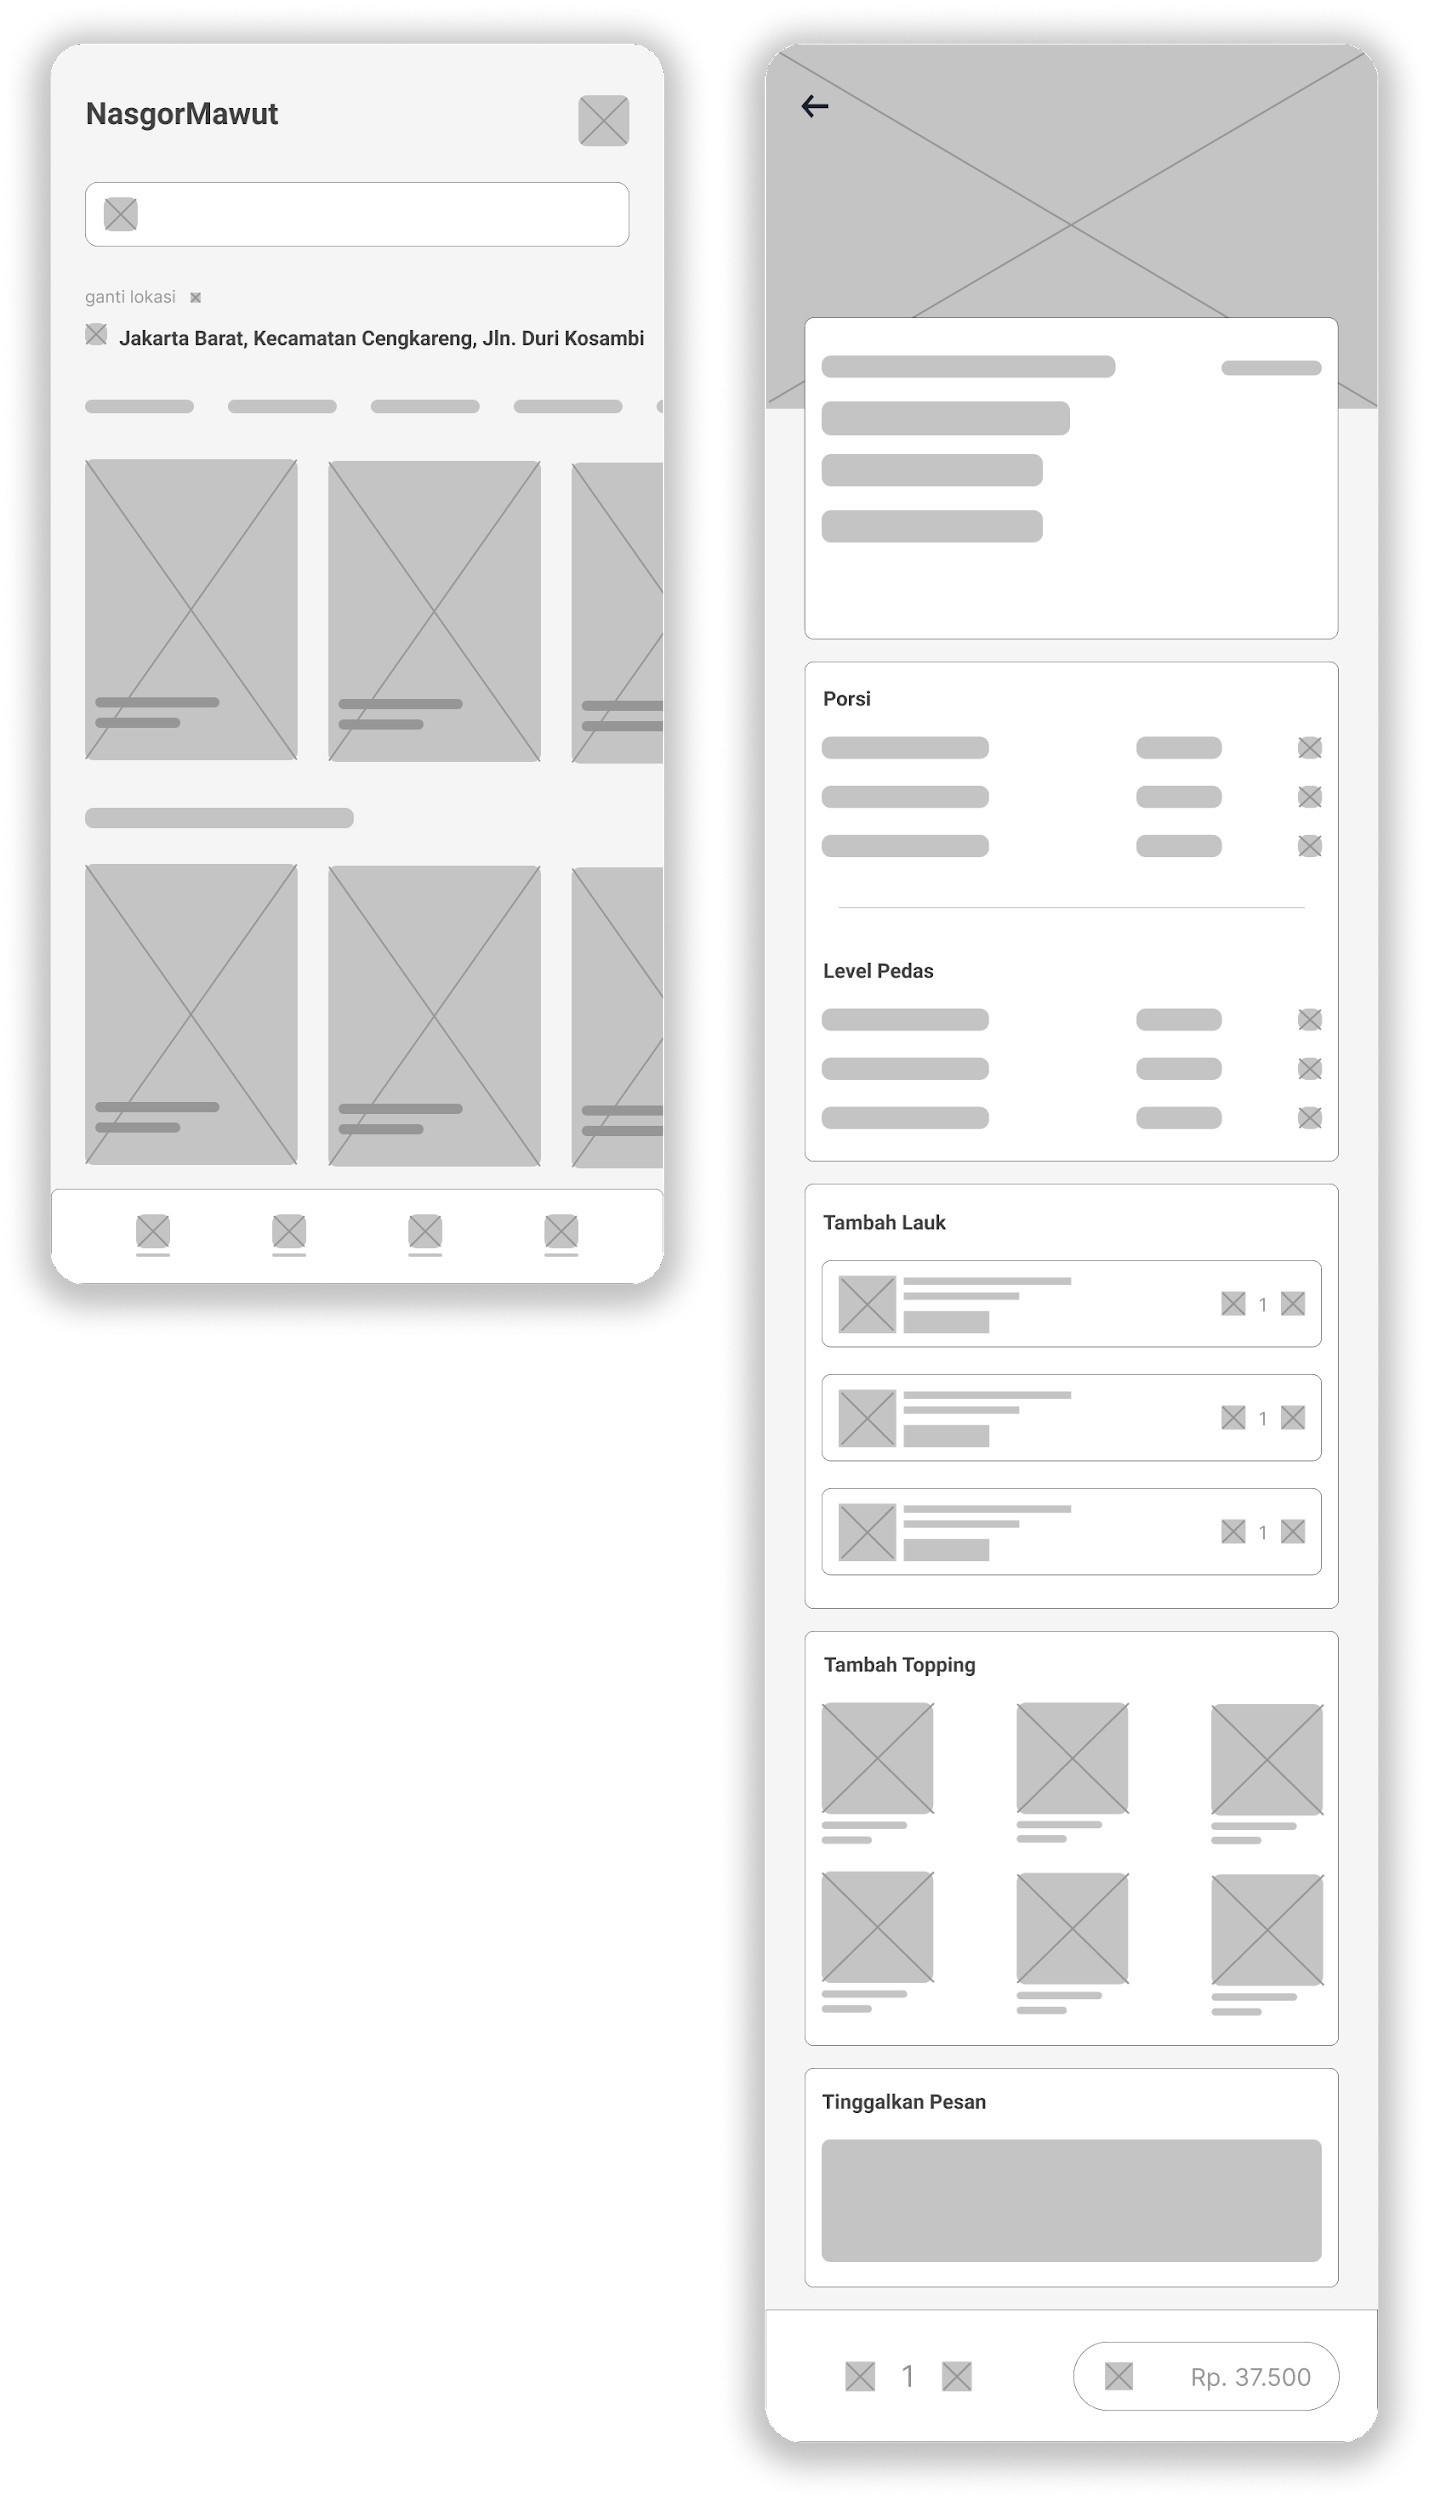 NasgorMawut
ganti lokasi
Jakarta Barat, Kecamatan Cengkareng, Jln. Duri Kosambi
Porsi
Level Pedas
Tambah Lauk
1
1
1
Tambah Topping
Tinggalkan Pesan
1
Rp. 37.500